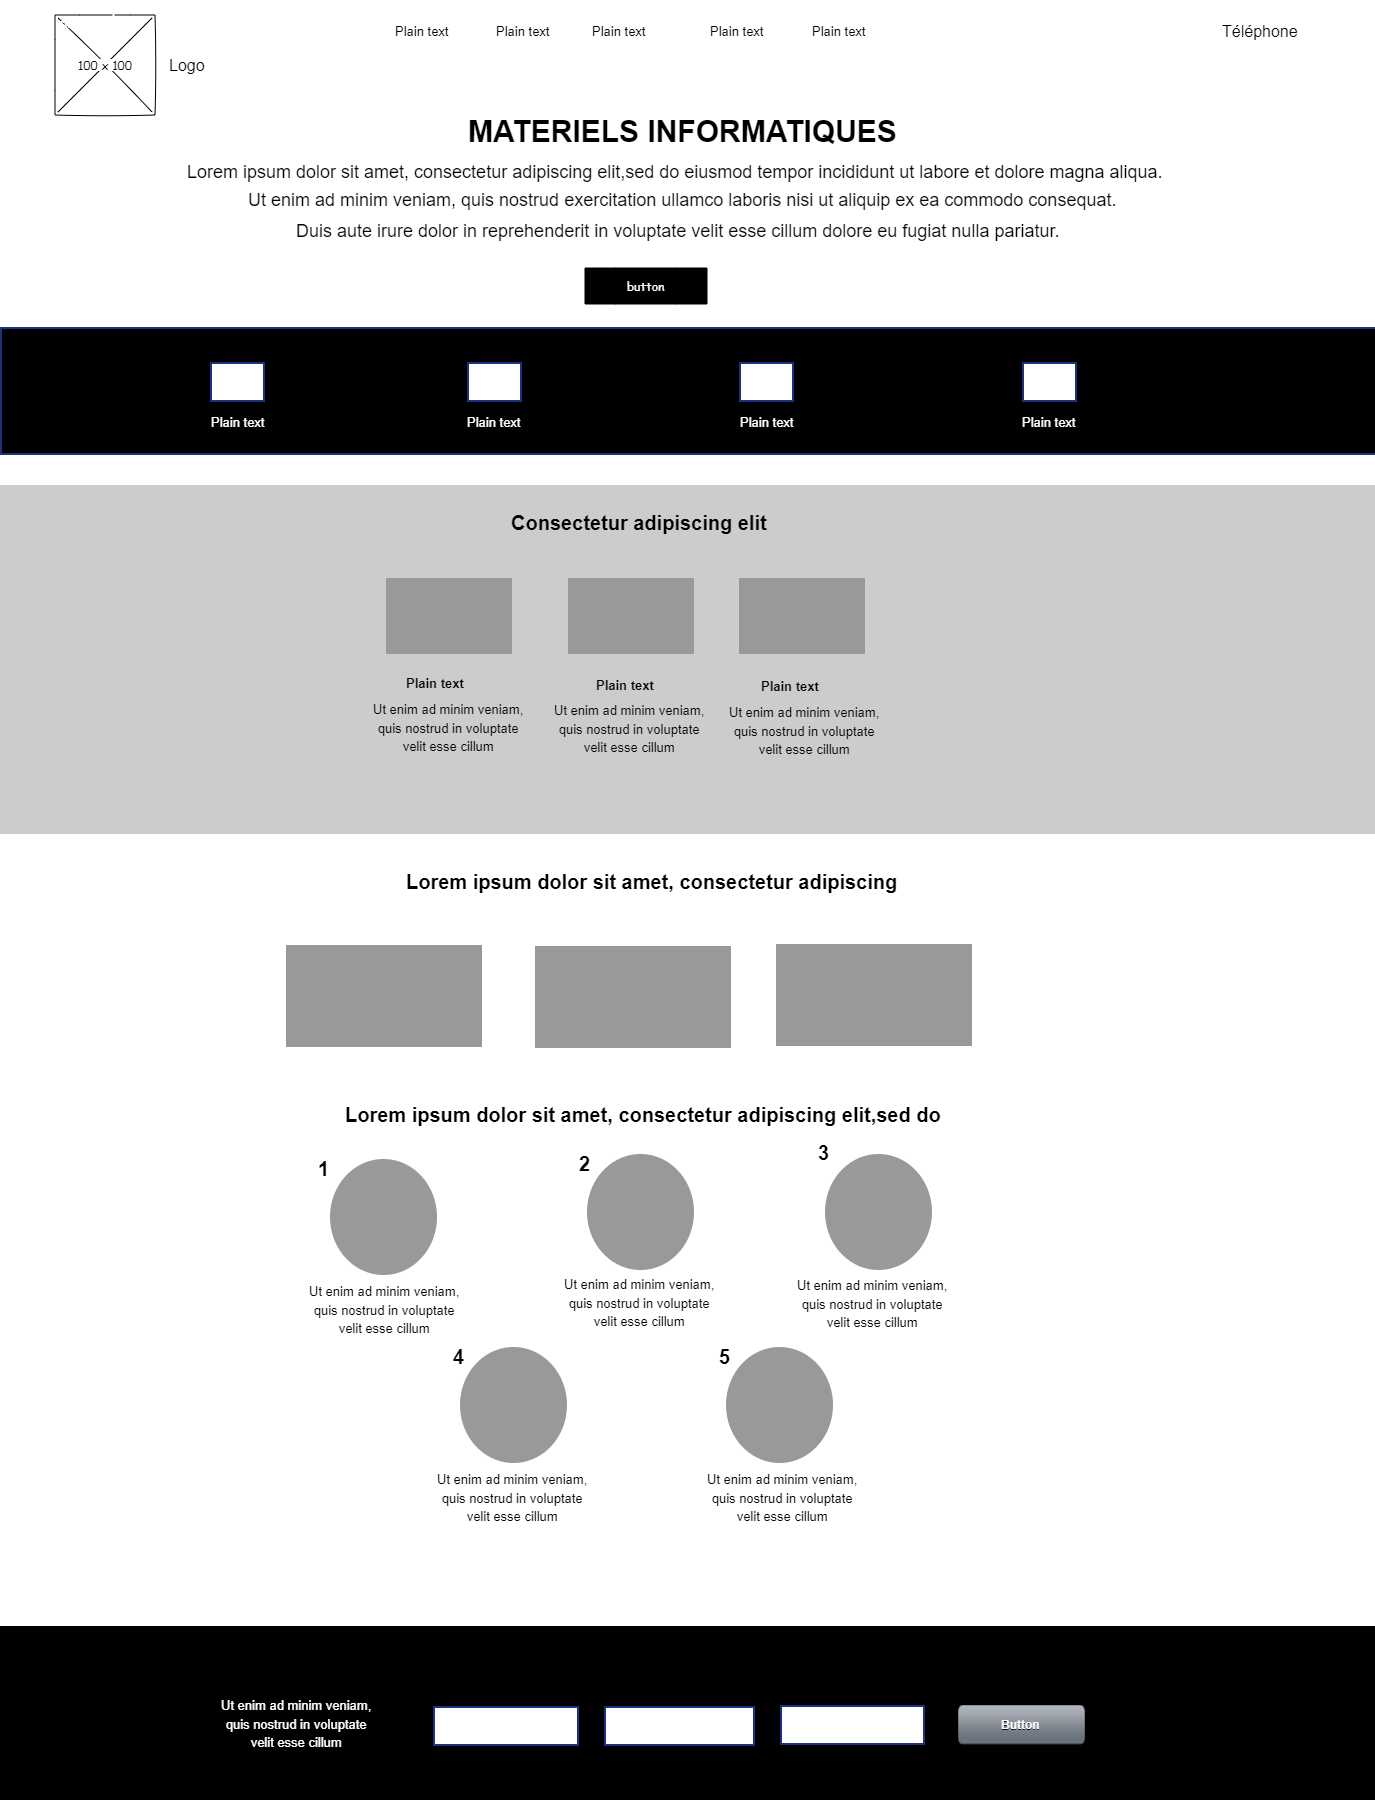 Plain text Plain text Plain text Plain text Plain text Téléphone
100 x 100 Logo
MATERIELS INFORMATIQUES
Lorem ipsum dolor sit amet, consectetur adipiscing elit,sed do eiusmod tempor incididunt ut labore et dolore magna aliqua.
Ut enim ad minim veniam, quis nostrud exercitation ullamco laboris nisi ut aliquip ex ea commodo consequat.
Duis aute irure dolor in reprehenderit in voluptate velit esse cillum dolore eu fugiat nulla pariatur.
button
Plain text Plain text Plain text Plain text
Consectetur adipiscing elit
Plain text
Ut enim ad minim veniam,
quis nostrud in voluptate
velit esse cillum
Plain text
Ut enim ad minim veniam,
quis nostrud in voluptate
velit esse cillum
Plain text
Ut enim ad minim veniam,
quis nostrud in voluptate
velit esse cillum
Lorem ipsum dolor sit amet, consectetur adipiscing
Lorem ipsum dolor sit amet, consectetur adipiscing elit,sed do
1
Ut enim ad minim veniam,
quis nostrud in voluptate
velit esse cillum
2
Ut enim ad minim veniam,
quis nostrud in voluptate
velit esse cillum
3
Ut enim ad minim veniam,
quis nostrud in voluptate
velit esse cillum
4
Ut enim ad minim veniam,
quis nostrud in voluptate
velit esse cillum
5
Ut enim ad minim veniam,
quis nostrud in voluptate
velit esse cillum
Ut enim ad minim veniam,
quis nostrud in voluptate
velit esse cillum
Button